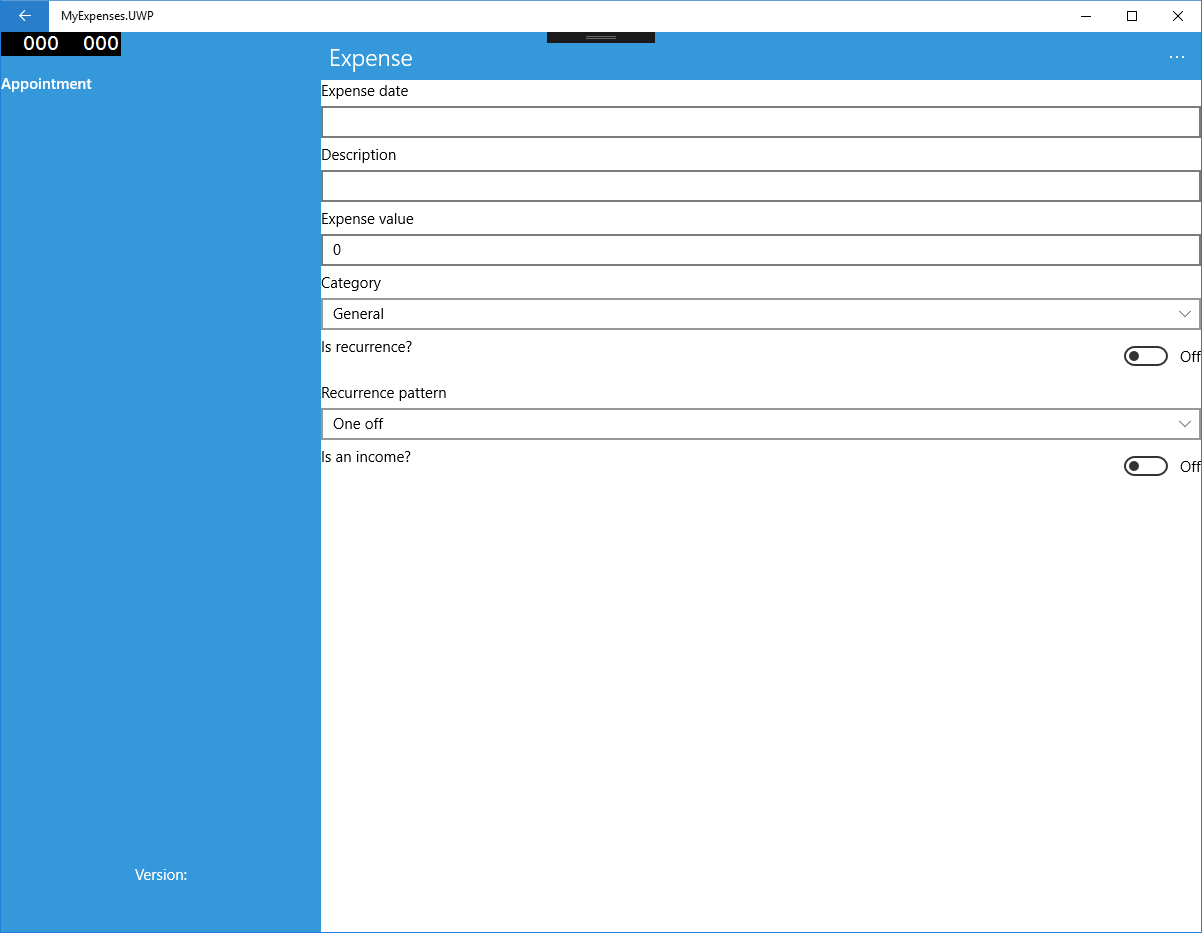 MyExpenses.UWP
000 000
Appointment
Version:
Expense
...
Expense date
Description
Expense value
0
Category
General
Is recurrence?
Off
Recurrence pattern
One off
Is an income?
Off